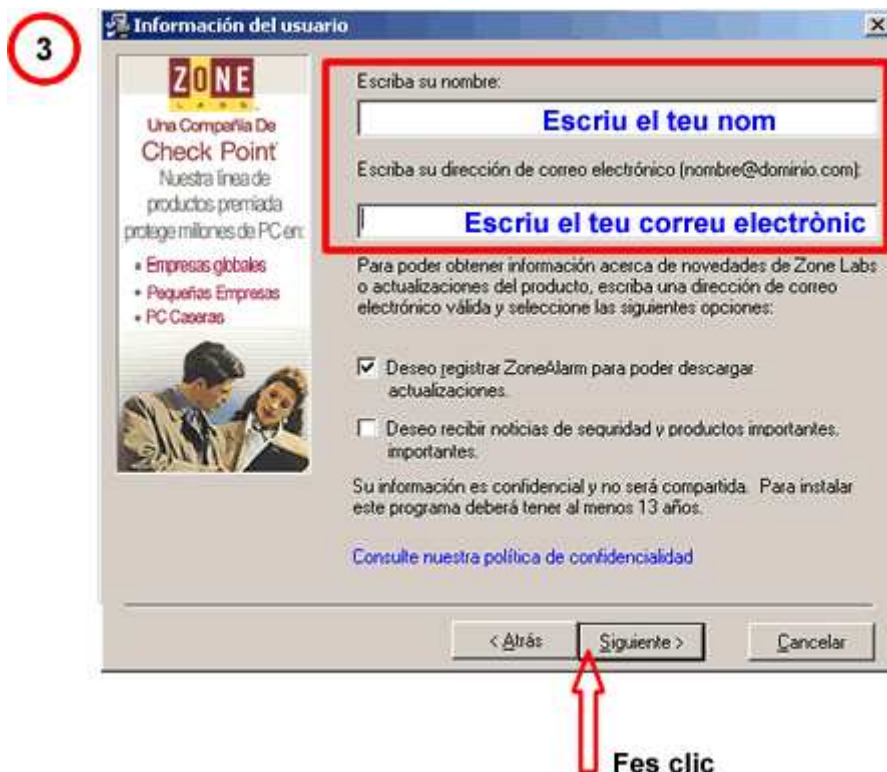 3
Información del usuario
ZONE
LABS
Una Compañia De
Check Point
Nuestra línea de
productos premiada
protege millones de PC en:
• Empresas globales
• Pequeñas Empresas
• PC Caseras
Escriba su nombre:
Escriu el teu nom
Escriba su dirección de correo electrónico (nombre@dominio.com):
Escriu el teu correu electrònic
Para poder obtener información acerca de novedades de Zone Labs
o actualizaciones del producto, escriba una dirección de correo
electrónico válida y seleccione las siguientes opciones:
Deseo registrar ZoneAlarm para poder descargar
actualizaciones.
Deseo recibir noticias de seguridad y productos importantes.
importantes.
Su información es confidencial y no será compartida. Para instalar
este programa deberá tener al menos 13 años.
Consulte nuestra política de confidencialidad
< Atrás
Siguiente >
Cancelar
Fes clic